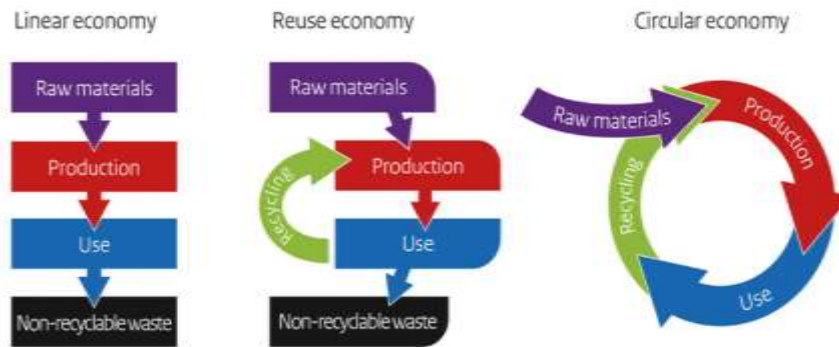 Linear economy
Raw materials
Production
Use
Non-recyclable waste
Reuse economy
Raw materials
Production
Recycling
Use
Non-recyclable waste
Circular economy
Raw materials
Production
Recycling
Use